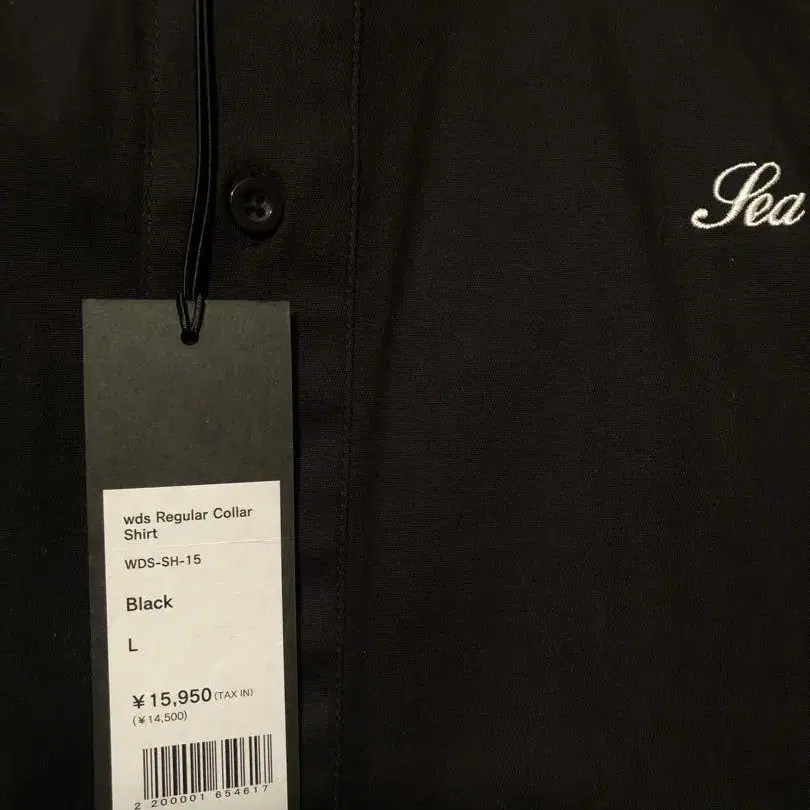 Sea
wds Regular Collar
Shirt
WDS-SH-15
Black
L
¥15,950 (TAX IN)
(¥14,500)
2 200001 654617